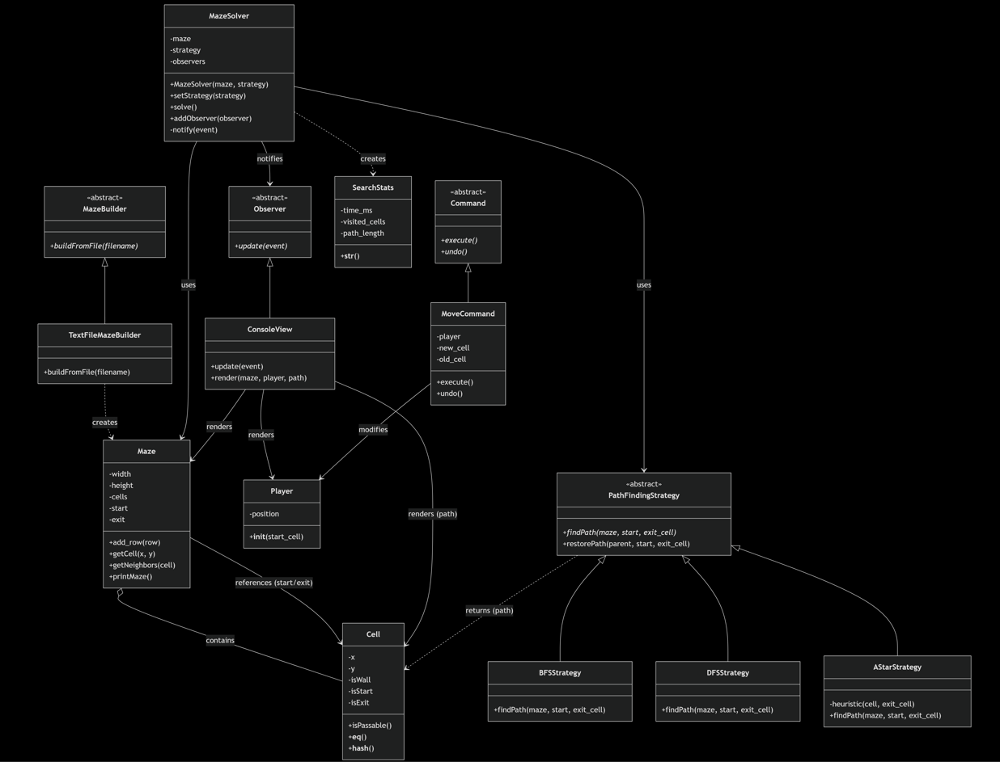 MazeSolver
-maze
-strategy
-observers
+MazeSolver(maze, strategy)
+setStrategy(strategy)
+solve()
+addObserver(observer)
-notify(event)
notifies
creates
«abstract»
MazeBuilder
+buildFromFile(filename)
«abstract»
Observer
+update(event)
SearchStats
-time_ms
-visited_cells
-path_length
+str()
«abstract»
Command
+execute()
+undo()
uses
uses
TextFileMazeBuilder
+buildFromFile(filename)
ConsoleView
+update(event)
+render(maze, player, path)
MoveCommand
-player
-new_cell
-old_cell
+execute()
+undo()
creates
renders
renders
modifies
Maze
-width
-height
-cells
-start
-exit
+add_row(row)
+getCell(x, y)
+getNeighbors(cell)
+printMaze()
Player
-position
+init(start_cell)
renders (path)
«abstract»
PathFindingStrategy
+findPath(maze, start, exit_cell)
+restorePath(parent, start, exit_cell)
references (start/exit)
returns (path)
contains
Cell
-x
-y
-isWall
-isStart
-isExit
+isPassable()
+eq()
+hash()
BFSStrategy
+findPath(maze, start, exit_cell)
DFSStrategy
+findPath(maze, start, exit_cell)
AStarStrategy
-heuristic(cell, exit_cell)
+findPath(maze, start, exit_cell)